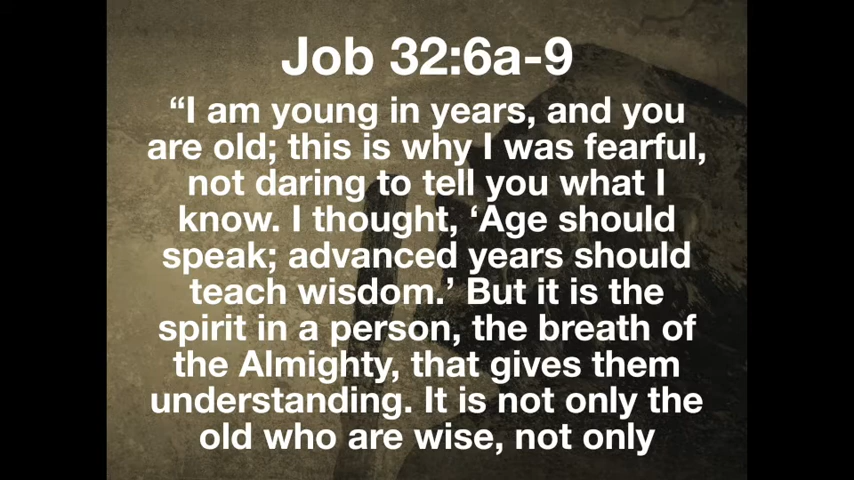 Job 32:6a-9
“I am young in years, and you
are old; this is why I was fearful,
not daring to tell you what I
know. I thought, ‘Age should
speak; advanced years should
teach wisdom.’ But it is the
spirit in a person, the breath of
the Almighty, that gives them
understanding. It is not only the
old who are wise, not only